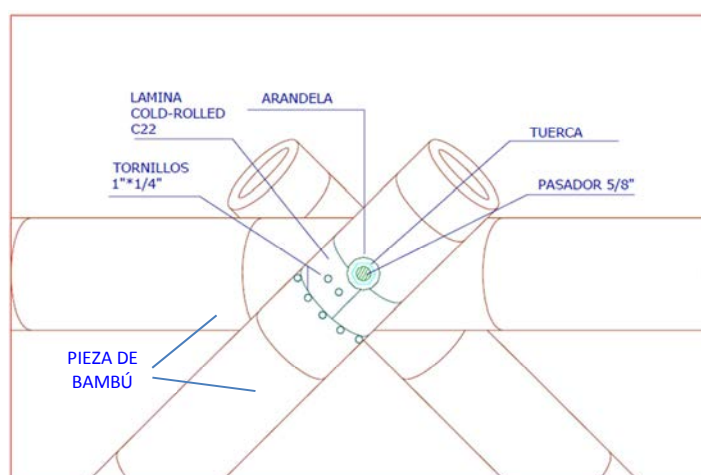 LAMINA
COLD-ROLLED
C22
ARANDELA
TUERCA
TORNILLOS
1"*1/4"
PASADOR 5/8"
PIEZA DE
BAMBÚ